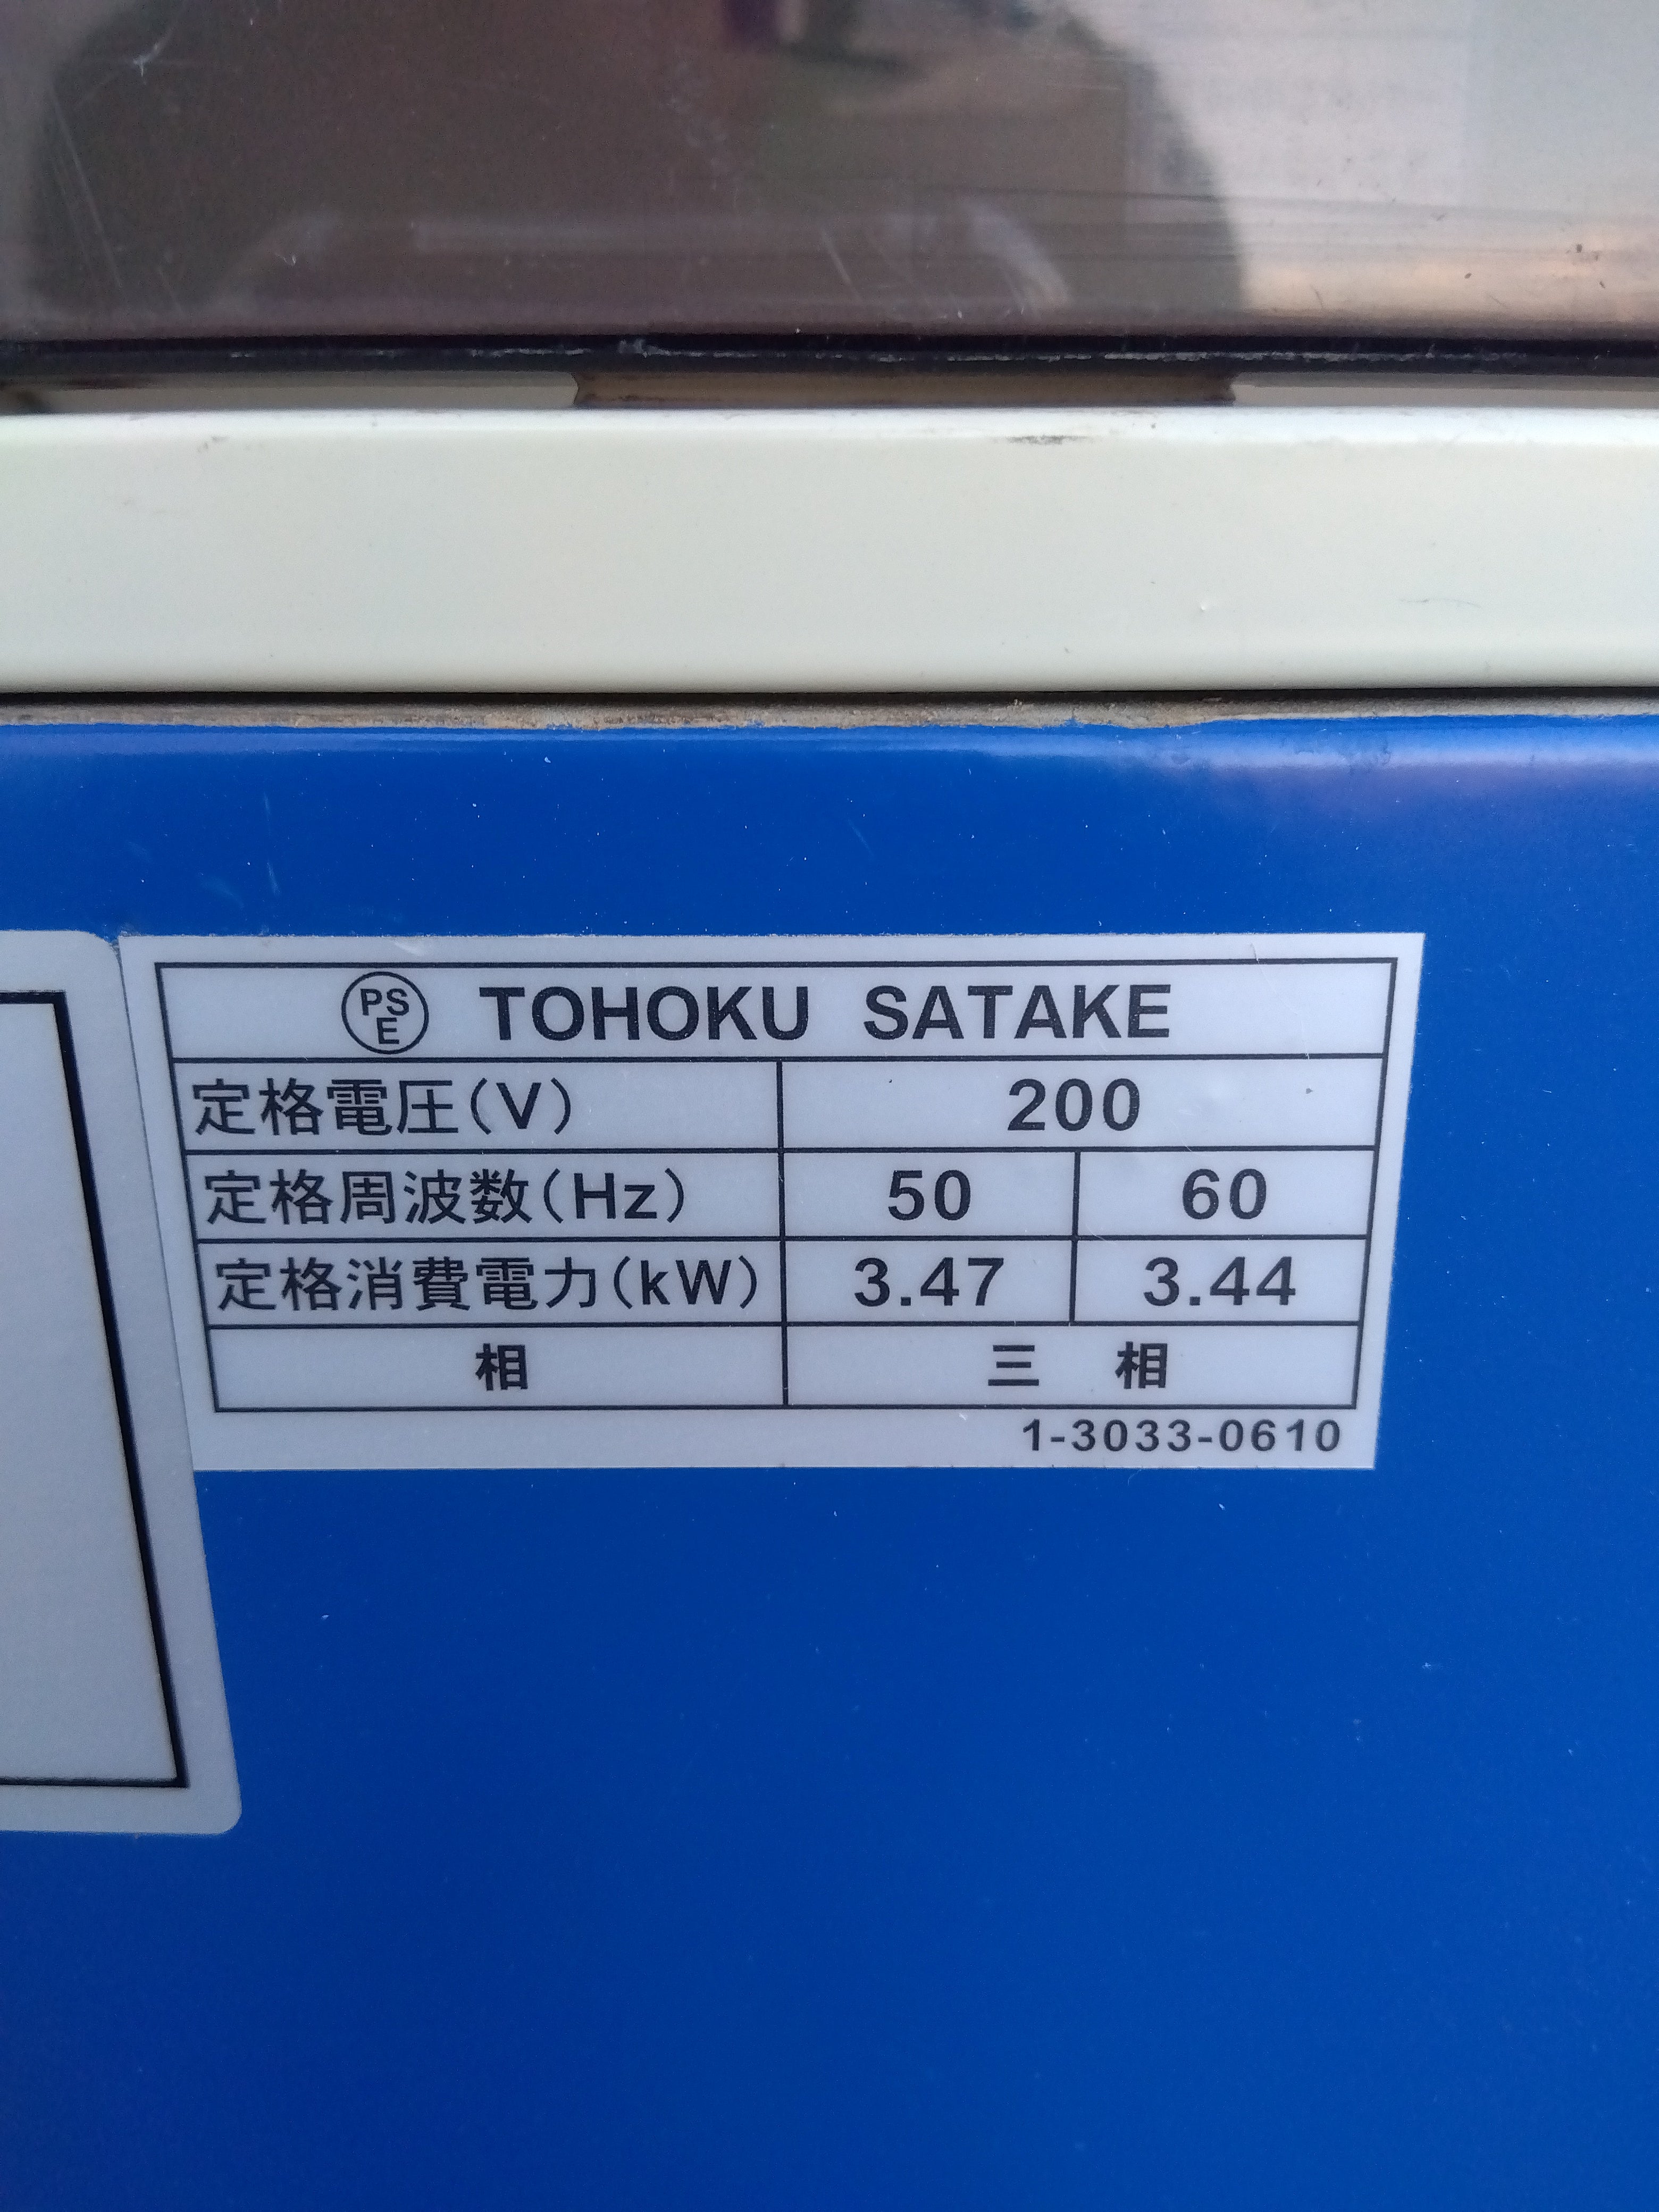 PSE TOHOKU SATAKE
定格電圧(V) 200
定格周波数(Hz) 50 60
定格消費電力(kW) 3.47 3.44
相 三 相
1-3033-0610